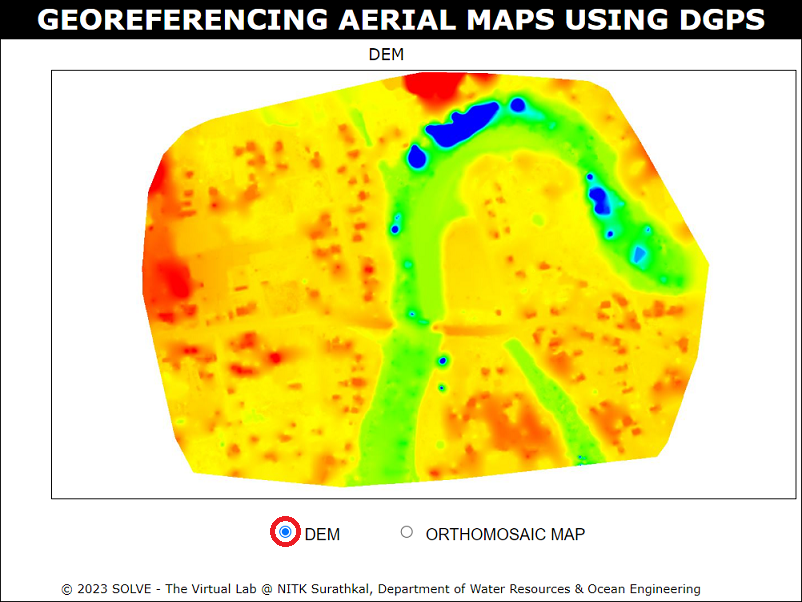 GEOREFERENCING AERIAL MAPS USING DGPS
DEM
DEM
ORTHOMOSAIC MAP
© 2023 SOLVE - The Virtual Lab @ NITK Surathkal, Department of Water Resources & Ocean Engineering